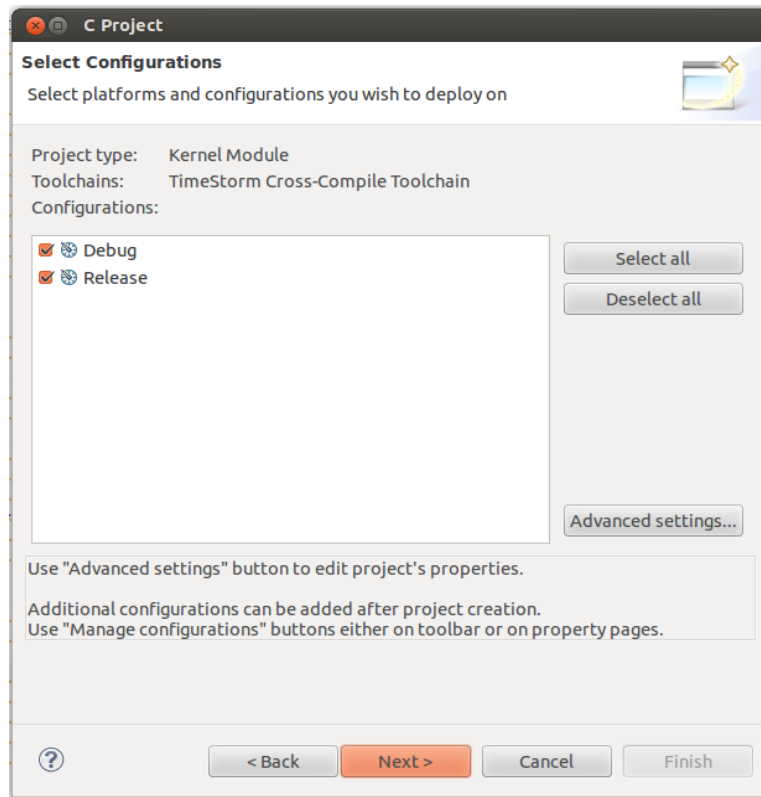 C Project
Select Configurations
Select platforms and configurations you wish to deploy on
Project type: Kernel Module
Toolchains: TimeStorm Cross-Compile Toolchain
Configurations:
Debug
Release
Select all
Deselect all
Advanced settings...
Use "Advanced settings" button to edit project's properties.
Additional configurations can be added after project creation.
Use "Manage configurations" buttons either on toolbar or on property pages.
? < Back Next > Cancel Finish